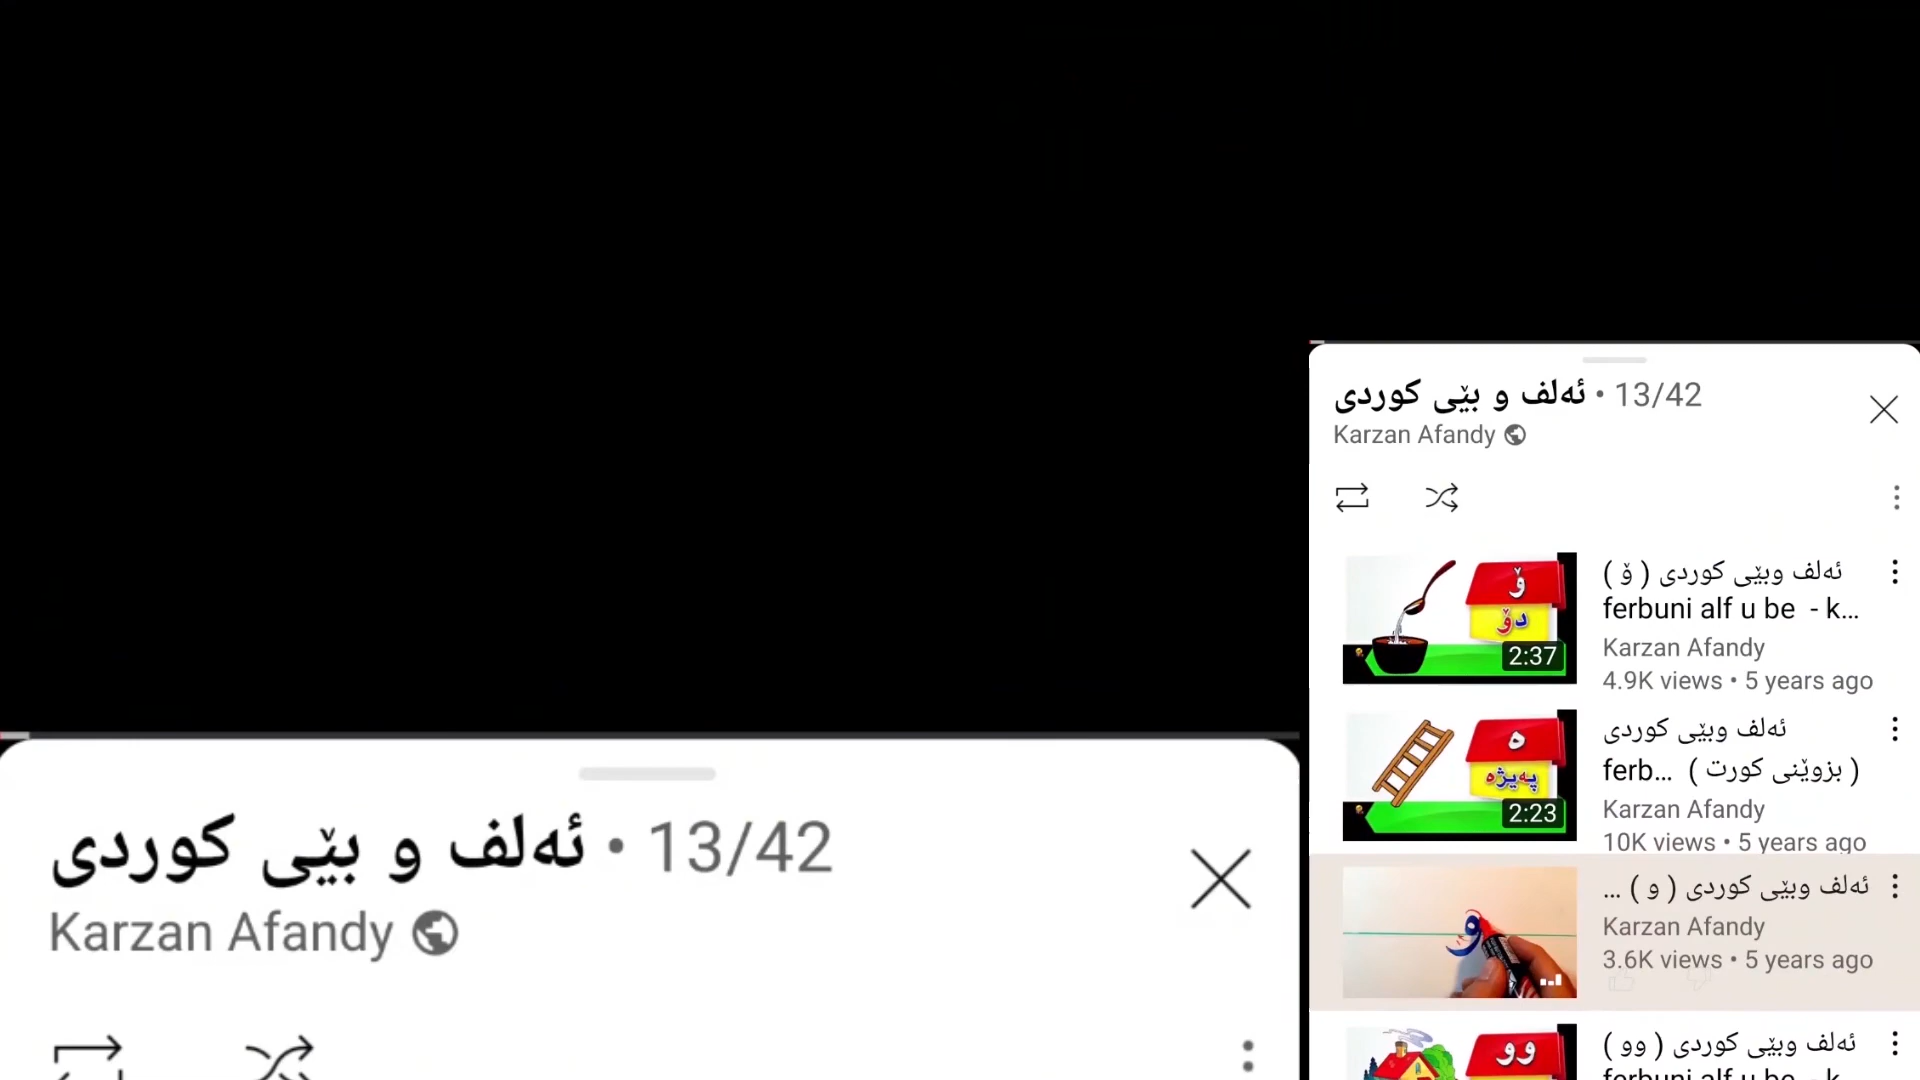 ئەلف و بێی کوردی • 13/42
Karzan Afandy
ئەلف و بێی کوردی • 13/42
Karzan Afandy
ۆ
دۆ
2:37
ئەلف وبێی کوردی ( ۆ )
ferbuni alf u be - k...
Karzan Afandy
4.9K views • 5 years ago
ە
پەیژە
2:23
ئەلف وبێی کوردی
( بزوێنی کورت ) ferb...
Karzan Afandy
10K views • 5 years ago
ئەلف وبێی کوردی ( و ) ...
Karzan Afandy
3.6K views • 5 years ago
وو
ئەلف وبێی کوردی ( وو )
ferbuni alf u be - k...